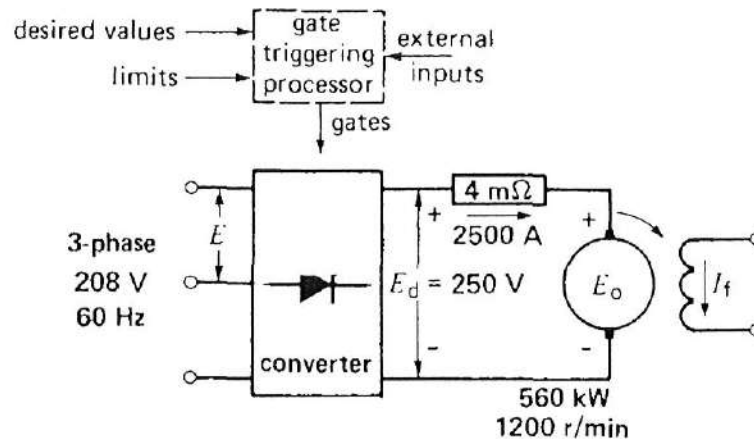 desired values
limits
gate
triggering
processor
external
inputs
gates
3-phase
208 V
60 Hz
E
converter
+
E_d = 250 V
-
4 mΩ
2500 A
+
E_o
-
I_f
560 kW
1200 r/min